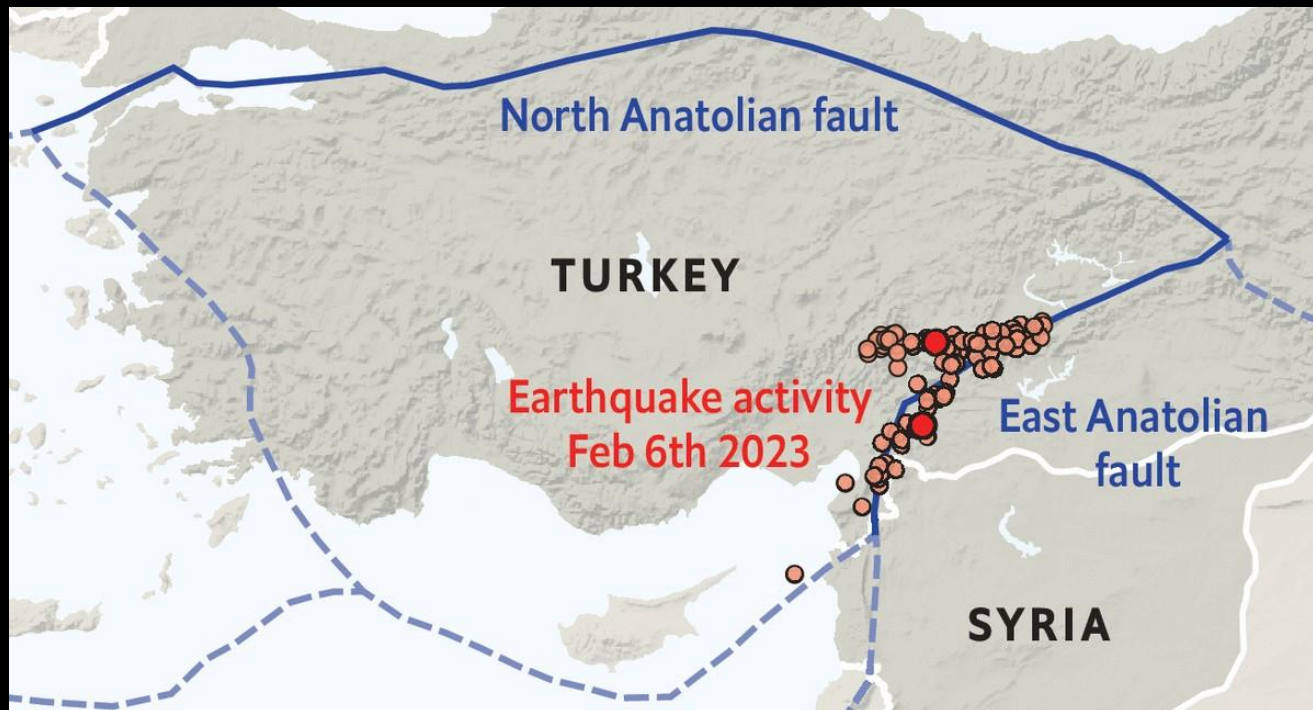 North Anatolian fault
TURKEY
Earthquake activity
Feb 6th 2023
East Anatolian
fault
SYRIA